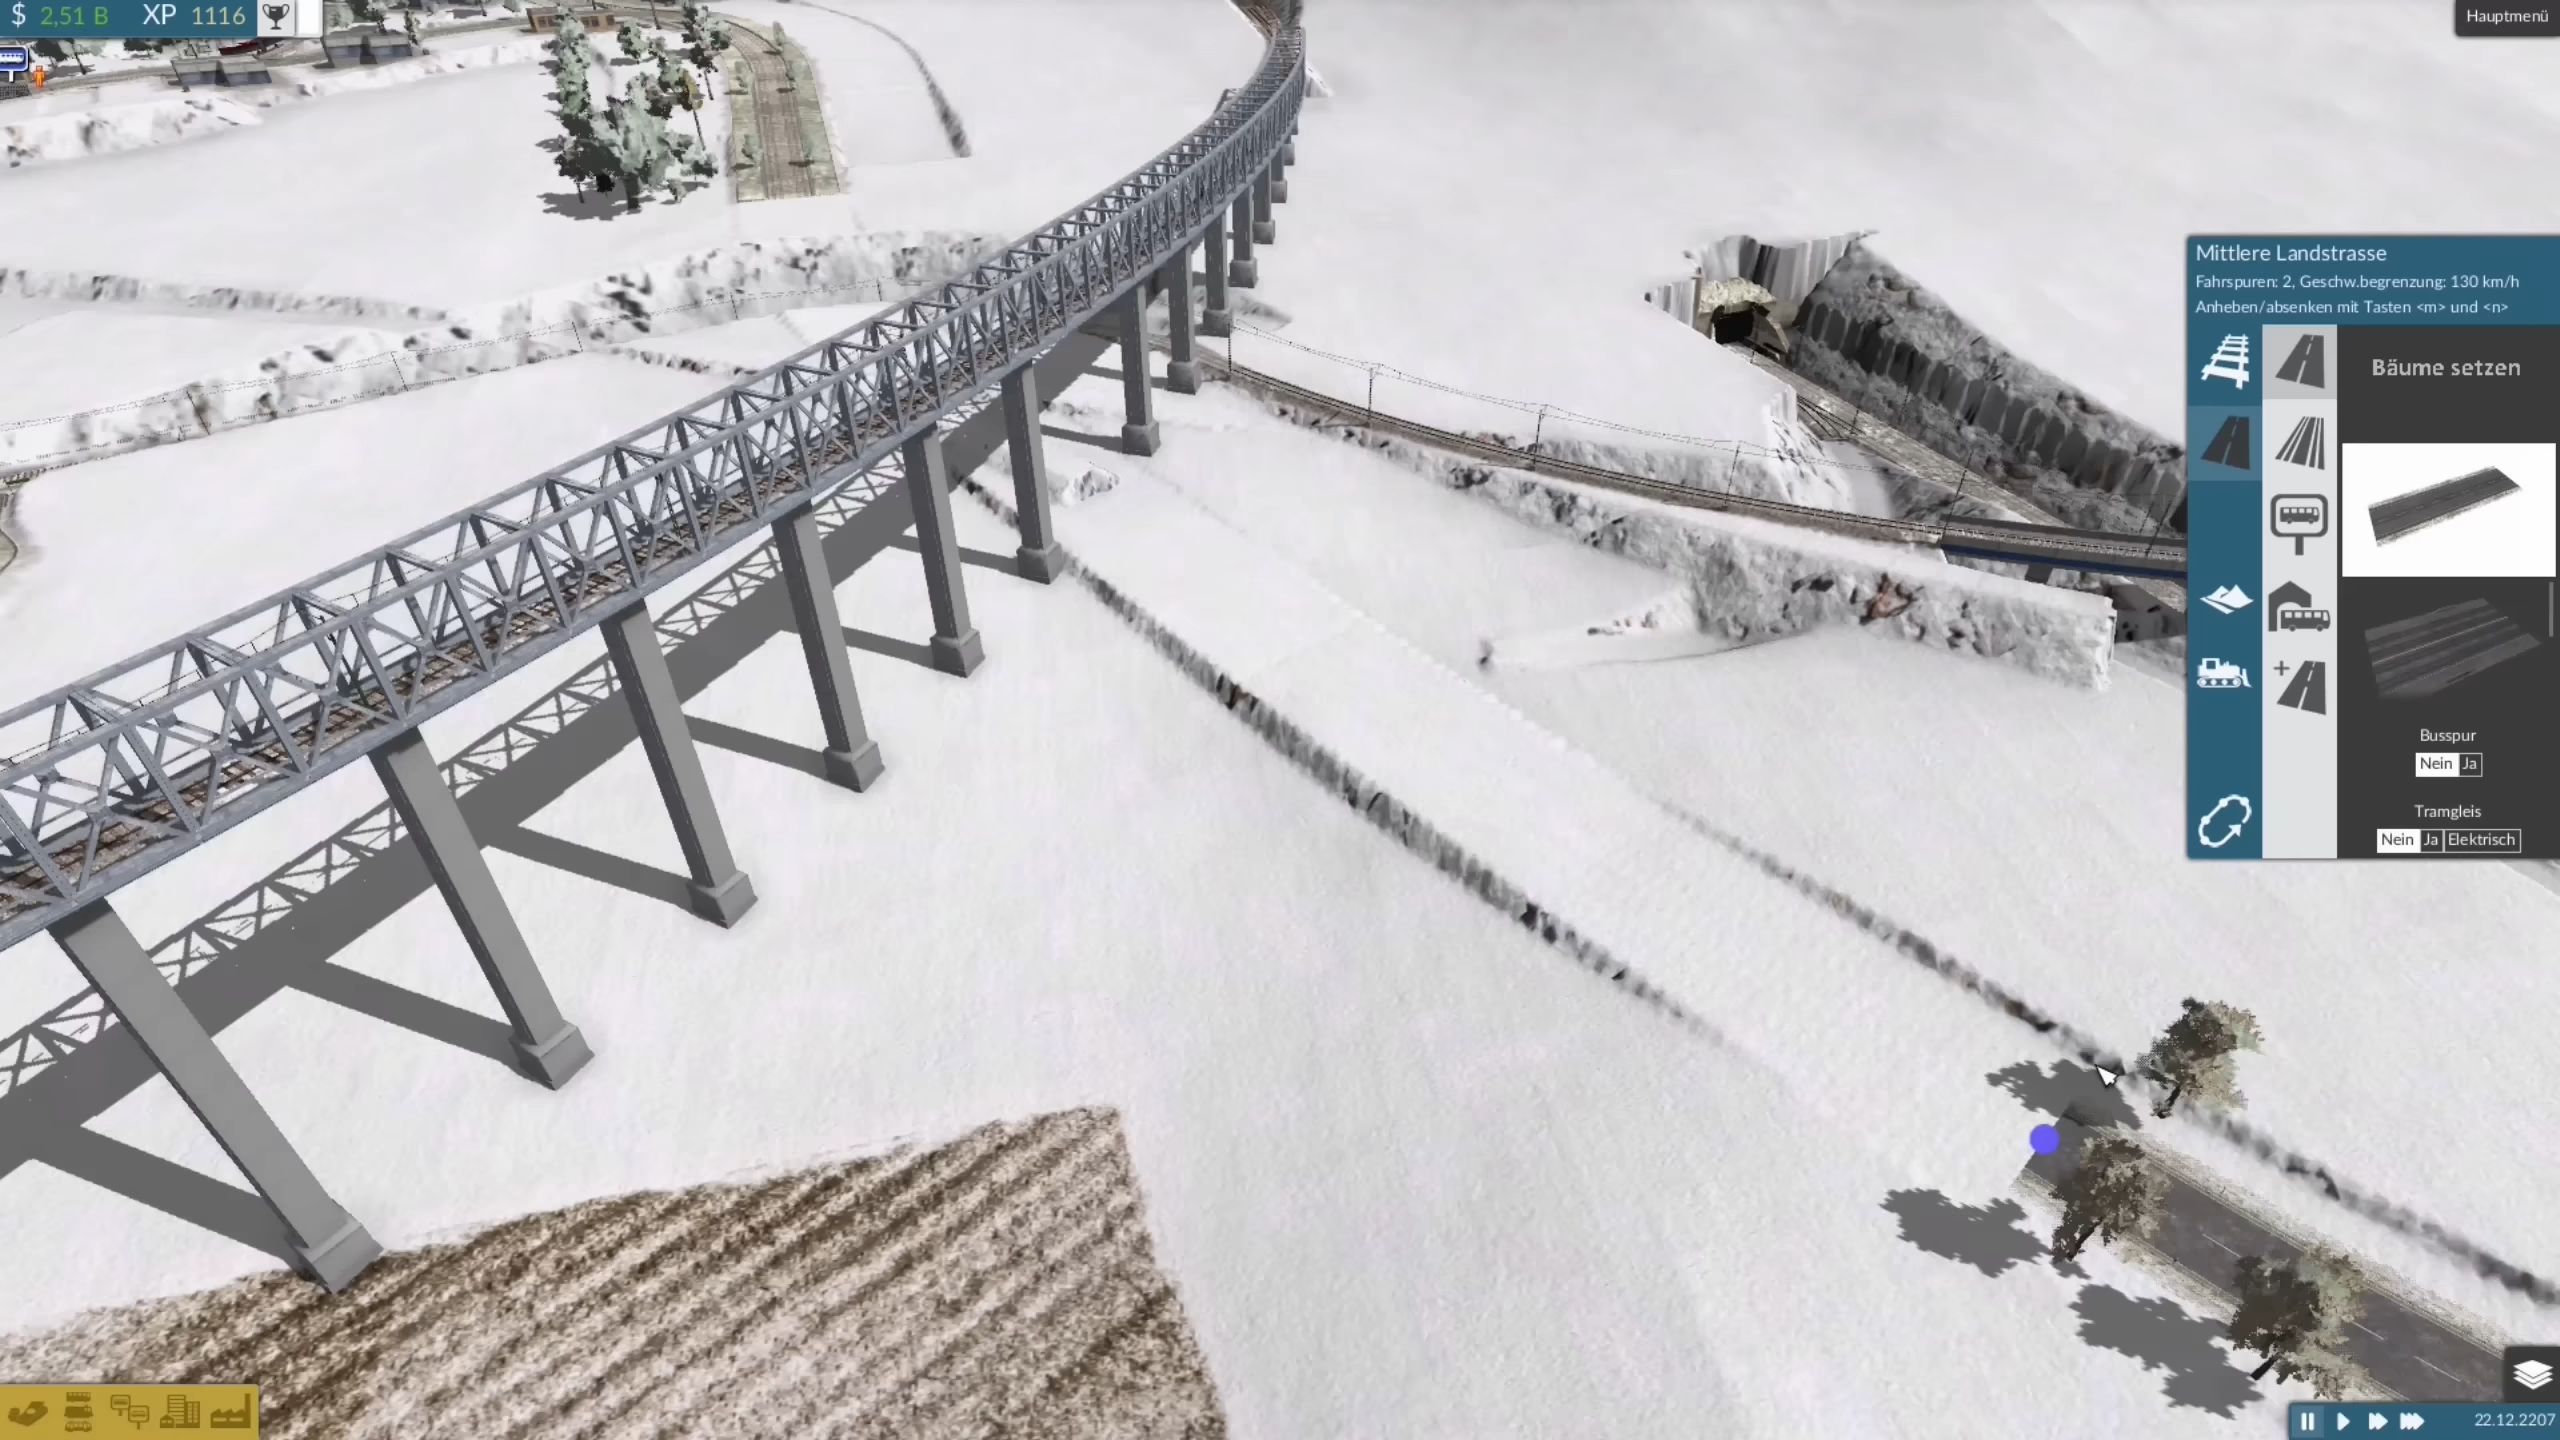 $ 2,51 B XP 1116
Hauptmenü
Mittlere Landstrasse
Fahrspuren: 2, Geschw.begrenzung: 130 km/h
Anheben/absenken mit Tasten <m> und <n>
Bäume setzen
Busspur
Nein Ja
Tramgleis
Nein Ja Elektrisch
22.12.2207